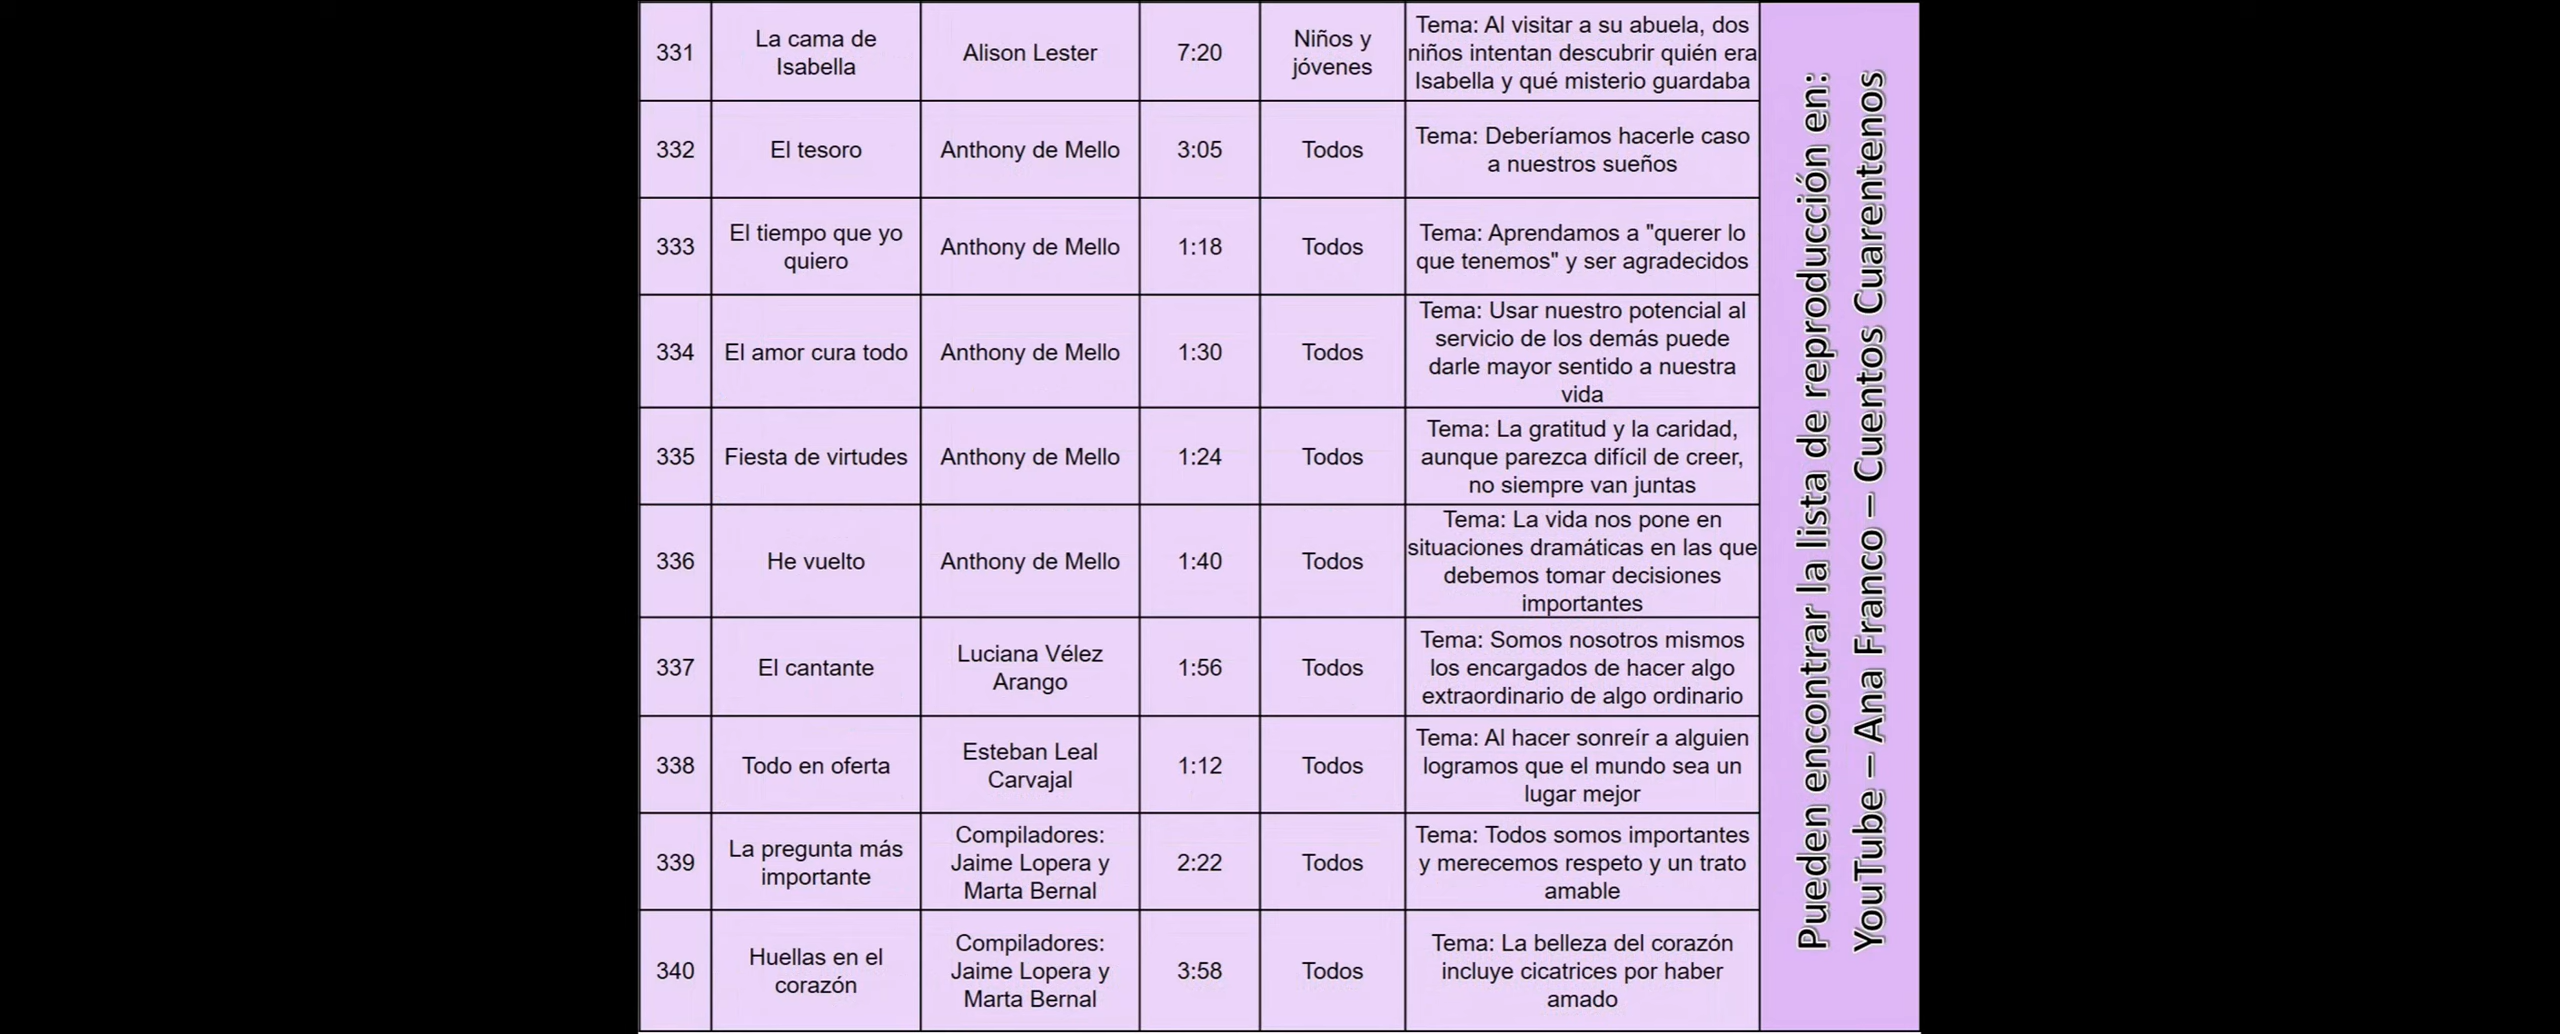 331
La cama de
Isabella
Alison Lester
7:20
Niños y
jóvenes
Tema: Al visitar a su abuela, dos
niños intentan descubrir quién era
Isabella y qué misterio guardaba
332
El tesoro
Anthony de Mello
3:05
Todos
Tema: Deberíamos hacerle caso
a nuestros sueños
333
El tiempo que yo
quiero
Anthony de Mello
1:18
Todos
Tema: Aprendamos a "querer lo
que tenemos" y ser agradecidos
334
El amor cura todo
Anthony de Mello
1:30
Todos
Tema: Usar nuestro potencial al
servicio de los demás puede
darle mayor sentido a nuestra
vida
335
Fiesta de virtudes
Anthony de Mello
1:24
Todos
Tema: La gratitud y la caridad,
aunque parezca difícil de creer,
no siempre van juntas
336
He vuelto
Anthony de Mello
1:40
Todos
Tema: La vida nos pone en
situaciones dramáticas en las que
debemos tomar decisiones
importantes
337
El cantante
Luciana Vélez
Arango
1:56
Todos
Tema: Somos nosotros mismos
los encargados de hacer algo
extraordinario de algo ordinario
338
Todo en oferta
Esteban Leal
Carvajal
1:12
Todos
Tema: Al hacer sonreír a alguien
logramos que el mundo sea un
lugar mejor
339
La pregunta más
importante
Compiladores:
Jaime Lopera y
Marta Bernal
2:22
Todos
Tema: Todos somos importantes
y merecemos respeto y un trato
amable
340
Huellas en el
corazón
Compiladores:
Jaime Lopera y
Marta Bernal
3:58
Todos
Tema: La belleza del corazón
incluye cicatrices por haber
amado
Pueden encontrar la lista de reproducción en:
YouTube – Ana Franco – Cuentos Cuarentenos